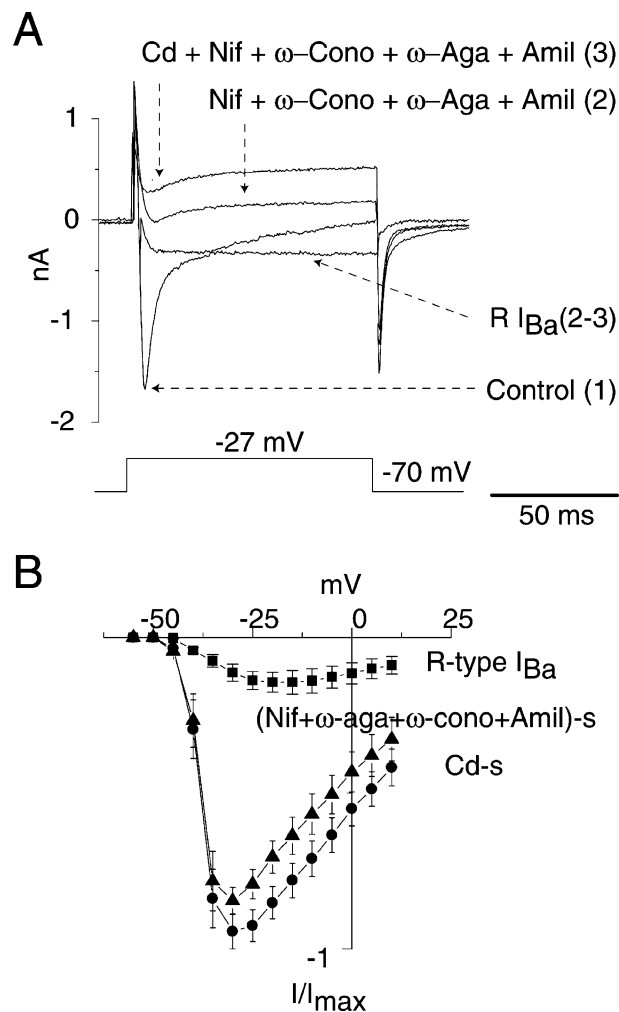 A
Cd + Nif + ω–Cono + ω–Aga + Amil (3)
Nif + ω–Cono + ω–Aga + Amil (2)
1
0
nA
-1
R IBa(2-3)
Control (1)
-2
-27 mV
-70 mV
50 ms
B
mV
-50 -25 0 25
R-type IBa
(Nif+ω-aga+ω-cono+Amil)-s
Cd-s
-1
I/Imax